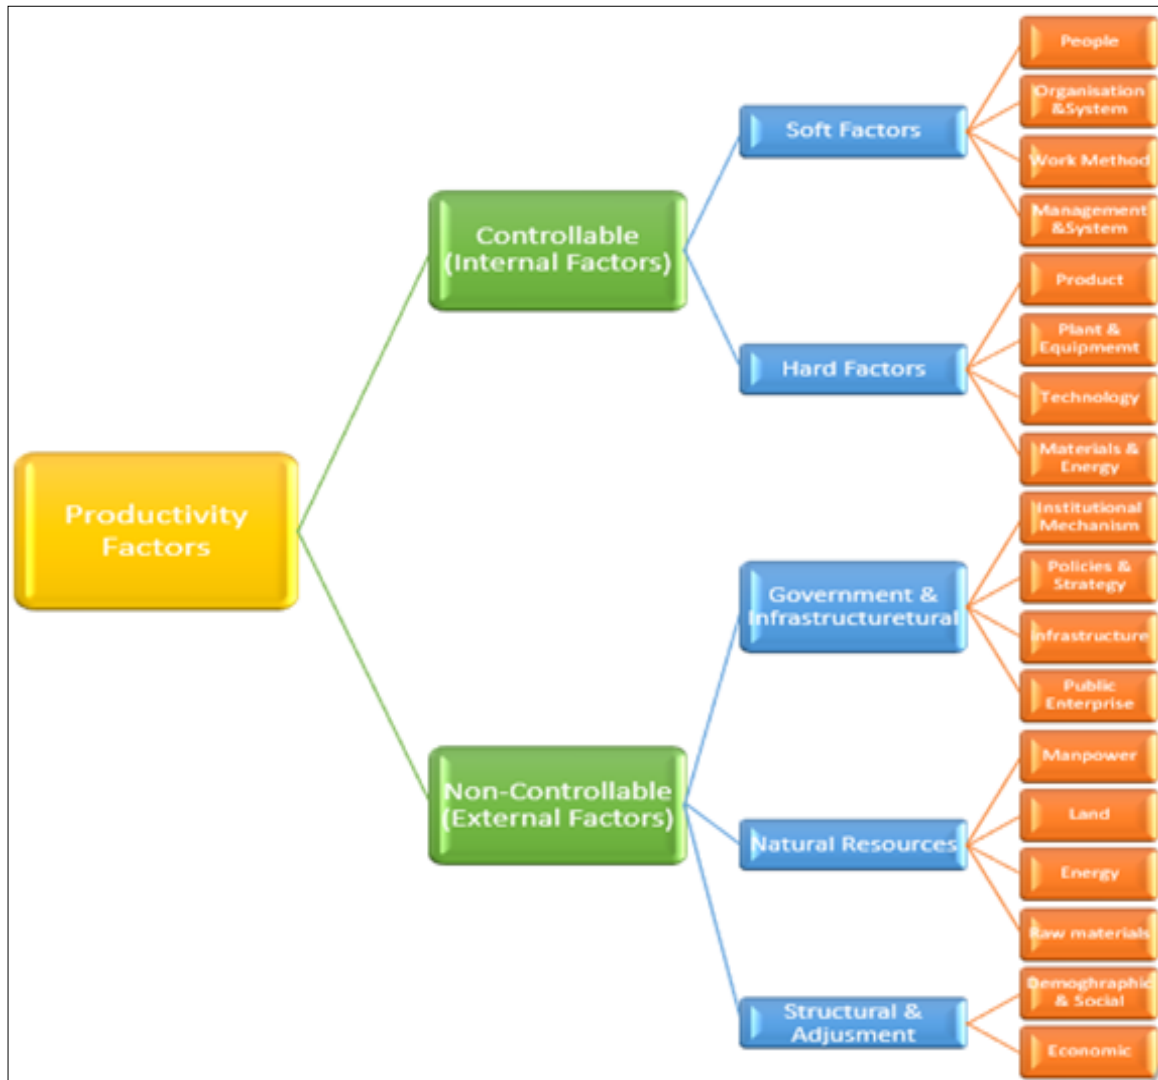 Productivity
Factors
Controllable
(Internal Factors)
Non-Controllable
(External Factors)
Soft Factors
Hard Factors
Government &
Infrastructuretural
Natural Resources
Structural &
Adjusment
People
Organisation
&System
Work Method
Management
&System
Product
Plant &
Equipmemt
Technology
Materials &
Energy
Institutional
Mechanism
Policies &
Strategy
Infrastructure
Public
Enterprise
Manpower
Land
Energy
Raw materials
Demoghraphic
& Social
Economic